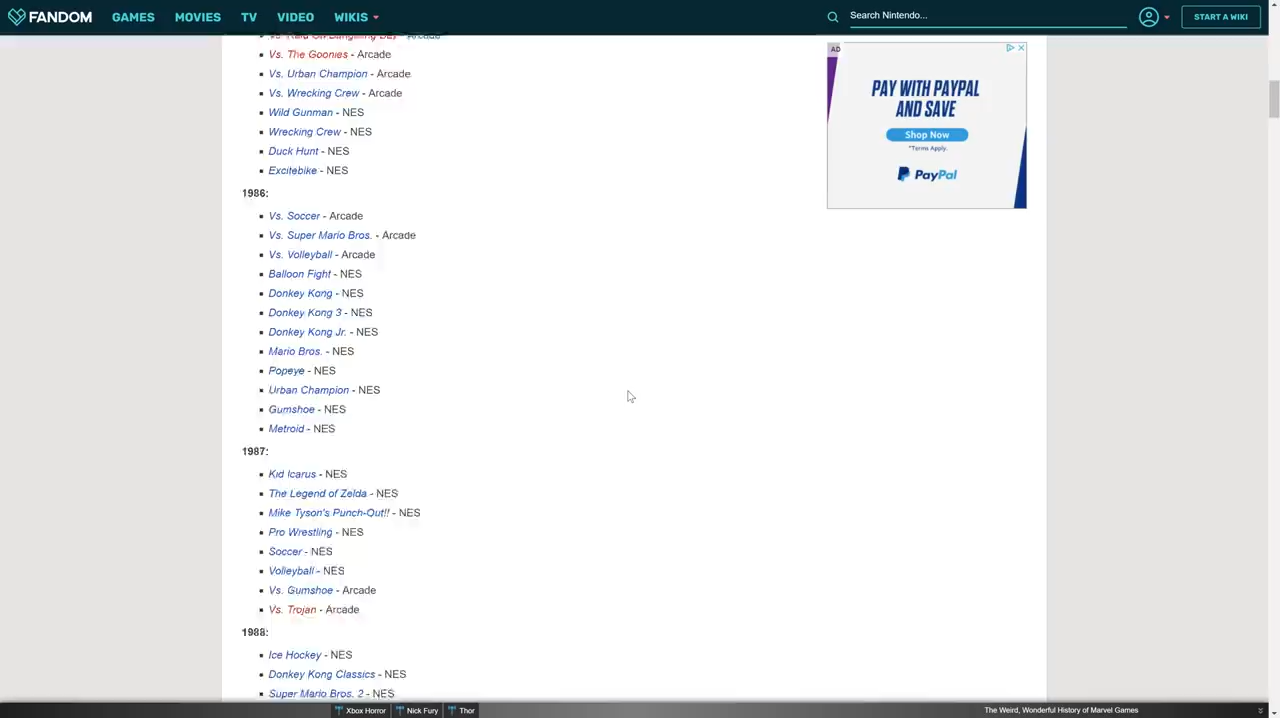 FANDOM GAMES MOVIES TV VIDEO WIKIS Search Nintendo... START A WIKI
Vs. Raid On Bungeling Bay - Arcade
Vs. The Goonies - Arcade
Vs. Urban Champion - Arcade
Vs. Wrecking Crew - Arcade
Wild Gunman - NES
Wrecking Crew - NES
Duck Hunt - NES
Excitebike - NES
1986:
Vs. Soccer - Arcade
Vs. Super Mario Bros. - Arcade
Vs. Volleyball - Arcade
Balloon Fight - NES
Donkey Kong - NES
Donkey Kong 3 - NES
Donkey Kong Jr. - NES
Mario Bros. - NES
Popeye - NES
Urban Champion - NES
Gumshoe - NES
Metroid - NES
1987:
Kid Icarus - NES
The Legend of Zelda - NES
Mike Tyson's Punch-Out!! - NES
Pro Wrestling - NES
Soccer - NES
Volleyball - NES
Vs. Gumshoe - Arcade
Vs. Trojan - Arcade
1988:
Ice Hockey - NES
Donkey Kong Classics - NES
Super Mario Bros. 2 - NES
AD
PAY WITH PAYPAL
AND SAVE
Shop Now
*Terms Apply.
PayPal
Xbox Horror Nick Fury Thor The Weird, Wonderful History of Marvel Games